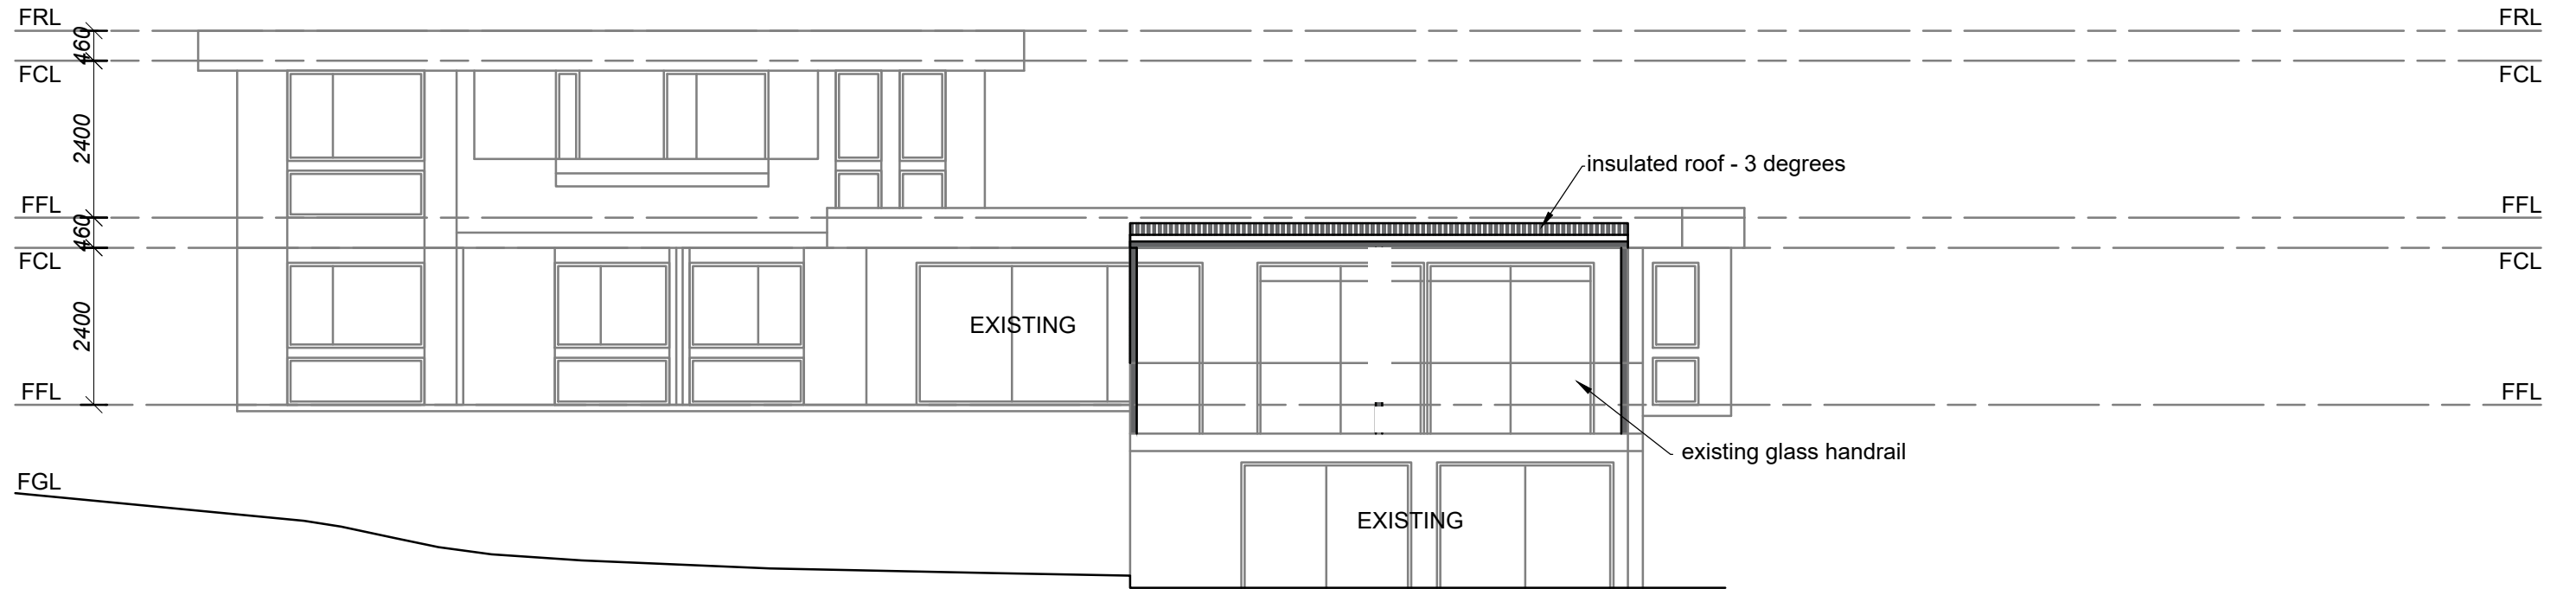 FRL FRL
460
FCL FCL
2400
insulated roof - 3 degrees
FFL FFL
460
FCL FCL
2400
EXISTING
FFL FFL
existing glass handrail
FGL
EXISTING